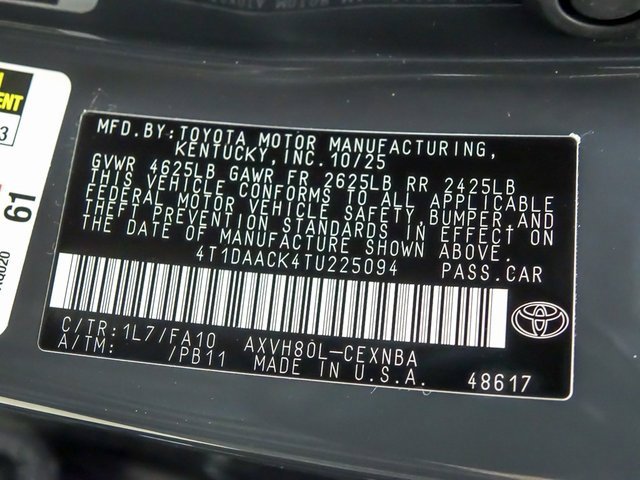 MFD.BY:TOYOTA MOTOR MANUFACTURING,
KENTUCKY,INC.10/25
GVWR 4625LB GAWR FR 2625LB RR 2425LB
THIS VEHICLE CONFORMS TO ALL APPLICABLE
FEDERAL MOTOR VEHICLE SAFETY, BUMPER AND
THEFT PREVENTION STANDARDS IN EFFECT ON
THE DATE OF MANUFACTURE SHOWN ABOVE.
4T1DAACK4TU225094 PASS.CAR
C/TR:1L7/FA10 AXVH80L-CEXNBA
A/TM: /PB11 MADE IN U.S.A. 48617
61